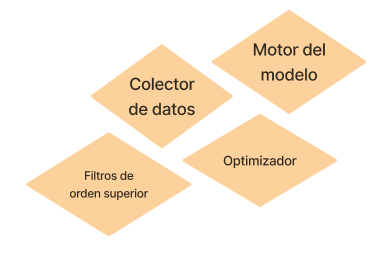 Motor del
modelo
Colector
de datos
Optimizador
Filtros de
orden superior